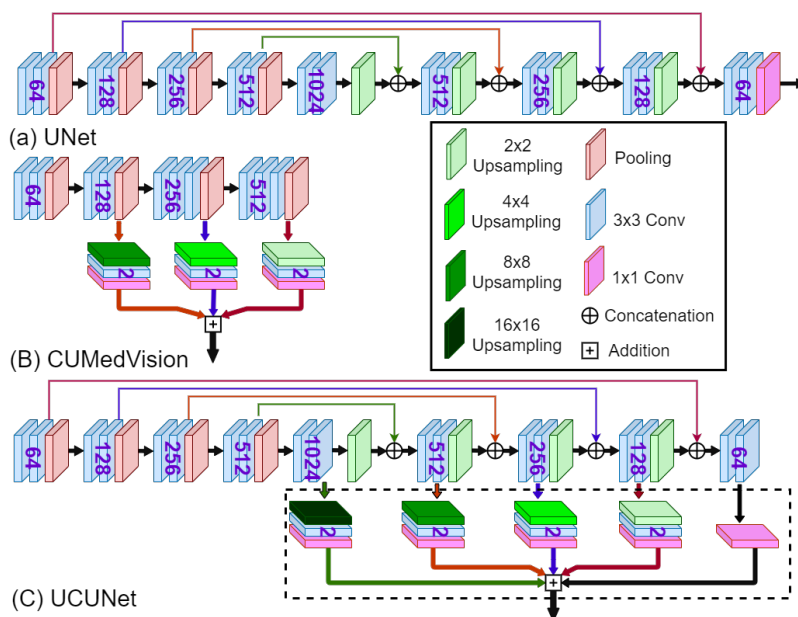 64
128
256
512
1024
512
256
128
64
(a) UNet
64
128
256
512
2
2
2
(B) CUMedVision
2x2
Upsampling
Pooling
4x4
Upsampling
3x3 Conv
8x8
Upsampling
1x1 Conv
16x16
Upsampling
Concatenation
Addition
64
128
256
512
1024
512
256
128
64
2
2
2
2
(C) UCUNet